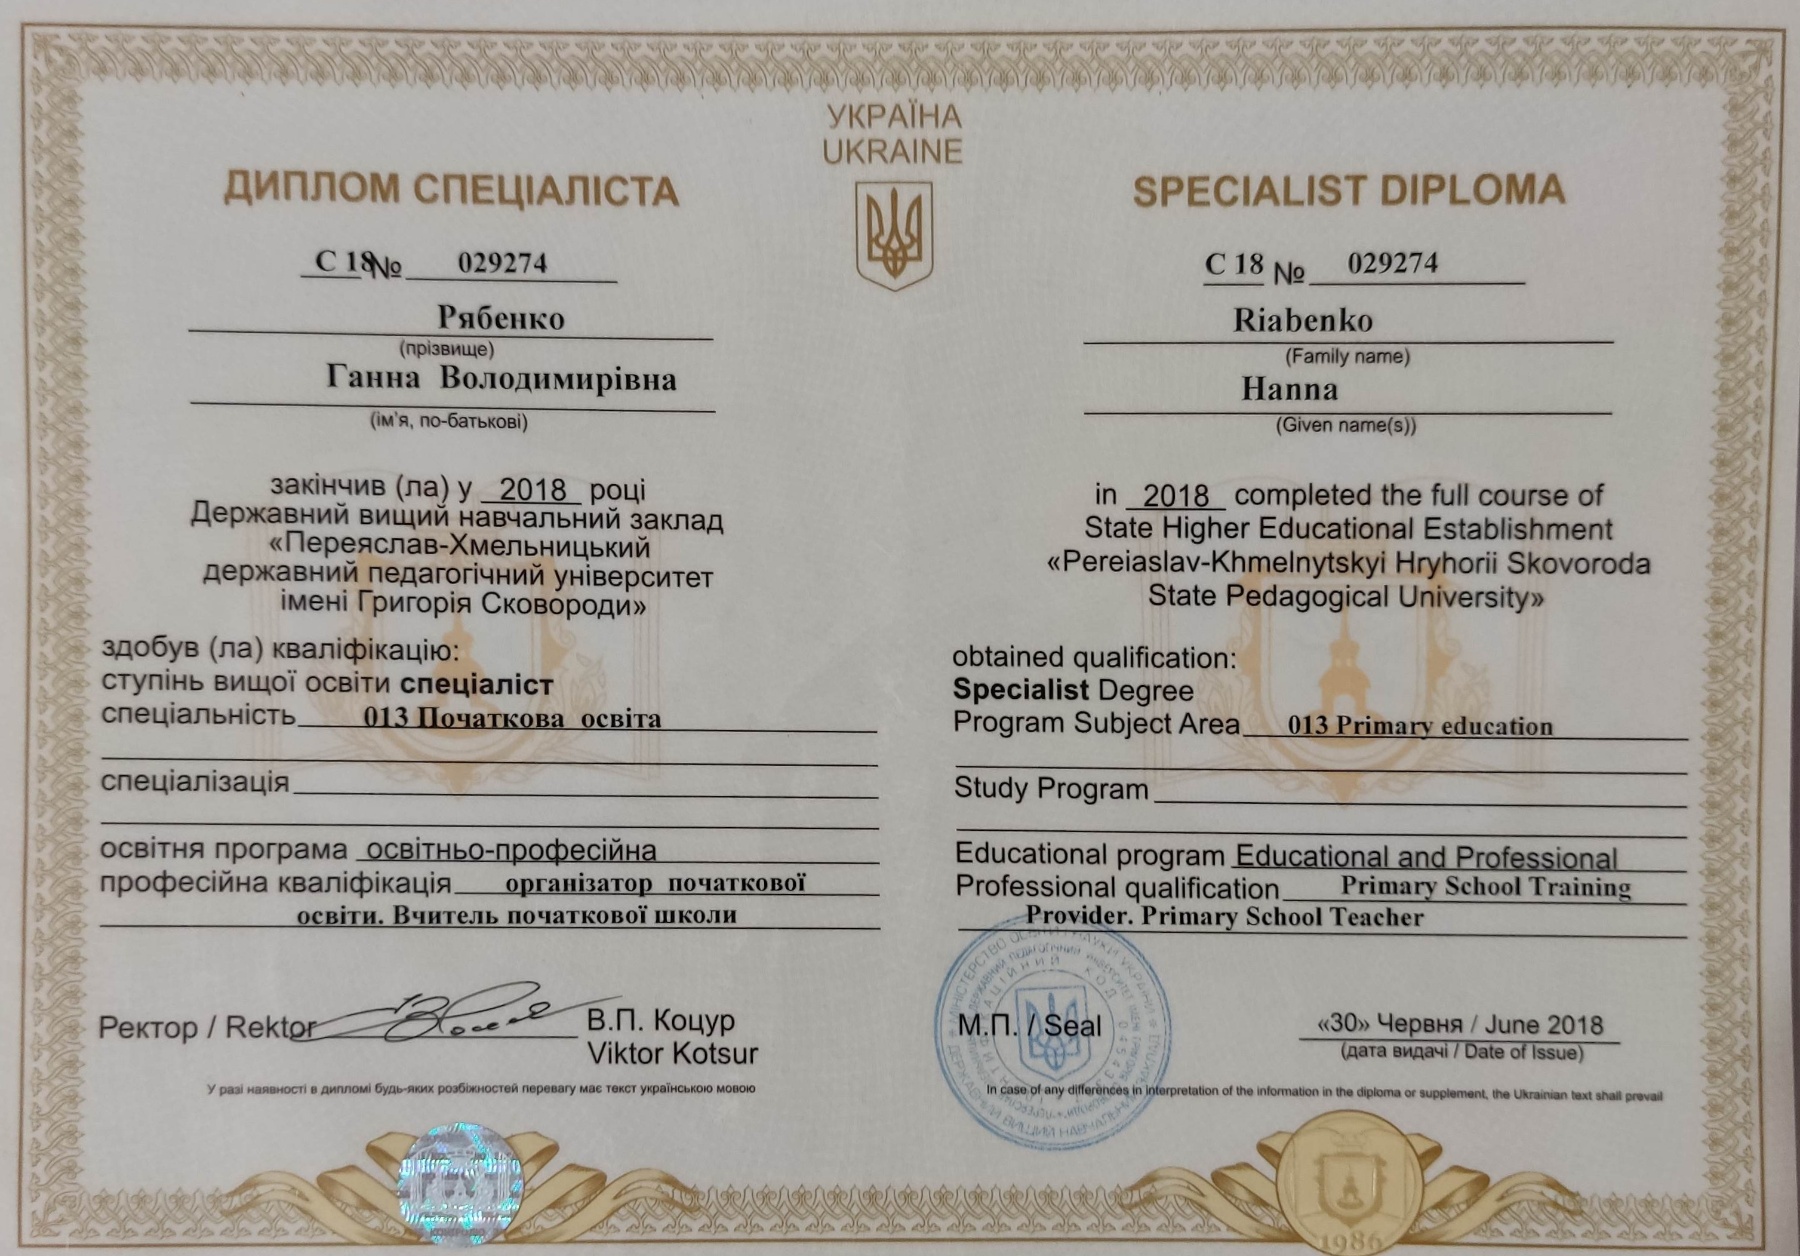 УКРАЇНА
UKRAINE
ДИПЛОМ СПЕЦІАЛІСТА
С 18 № 029274
Рябенко
(прізвище)
Ганна Володимирівна
(ім'я, по-батькові)
закінчив (ла) у 2018 році
Державний вищий навчальний заклад
«Переяслав-Хмельницький
державний педагогічний університет
імені Григорія Сковороди»
здобув (ла) кваліфікацію:
ступінь вищої освіти спеціаліст
спеціальність 013 Початкова освіта
спеціалізація
освітня програма освітньо-професійна
професійна кваліфікація організатор початкової
освіти. Вчитель початкової школи
Ректор / Rektor
В.П. Коцур
Viktor Kotsur
У разі наявності в дипломі будь-яких розбіжностей перевагу має текст українською мовою
SPECIALIST DIPLOMA
C 18 № 029274
Riabenko
(Family name)
Hanna
(Given name(s))
in 2018 completed the full course of
State Higher Educational Establishment
«Pereiaslav-Khmelnytskyi Hryhorii Skovoroda
State Pedagogical University»
obtained qualification:
Specialist Degree
Program Subject Area 013 Primary education
Study Program
Educational program Educational and Professional
Professional qualification Primary School Training
Provider. Primary School Teacher
М.П. / Seal
«30» Червня / June 2018
(дата видачі / Date of Issue)
In case of any differences in interpretation of the information in the diploma or supplement, the Ukrainian text shall prevail
МІНІСТЕРСТВО ОСВІТИ І НАУКИ УКРАЇНИ
1986